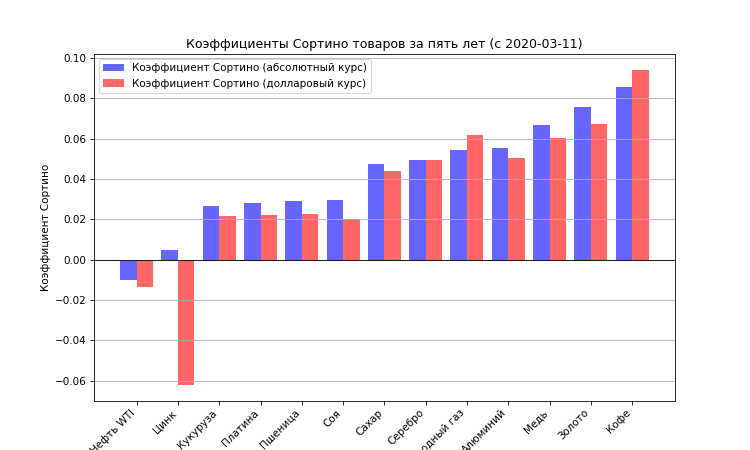 Коэффициенты Сортино товаров за пять лет (с 2020-03-11)
Коэффициент Сортино (абсолютный курс)
Коэффициент Сортино (долларовый курс)
Коэффициент Сортино
0.10
0.08
0.06
0.04
0.02
0.00
−0.02
−0.04
−0.06
Нефть WTI
Цинк
Кукуруза
Платина
Пшеница
Соя
Сахар
Серебро
одный газ
Алюминий
Медь
Золото
Кофе